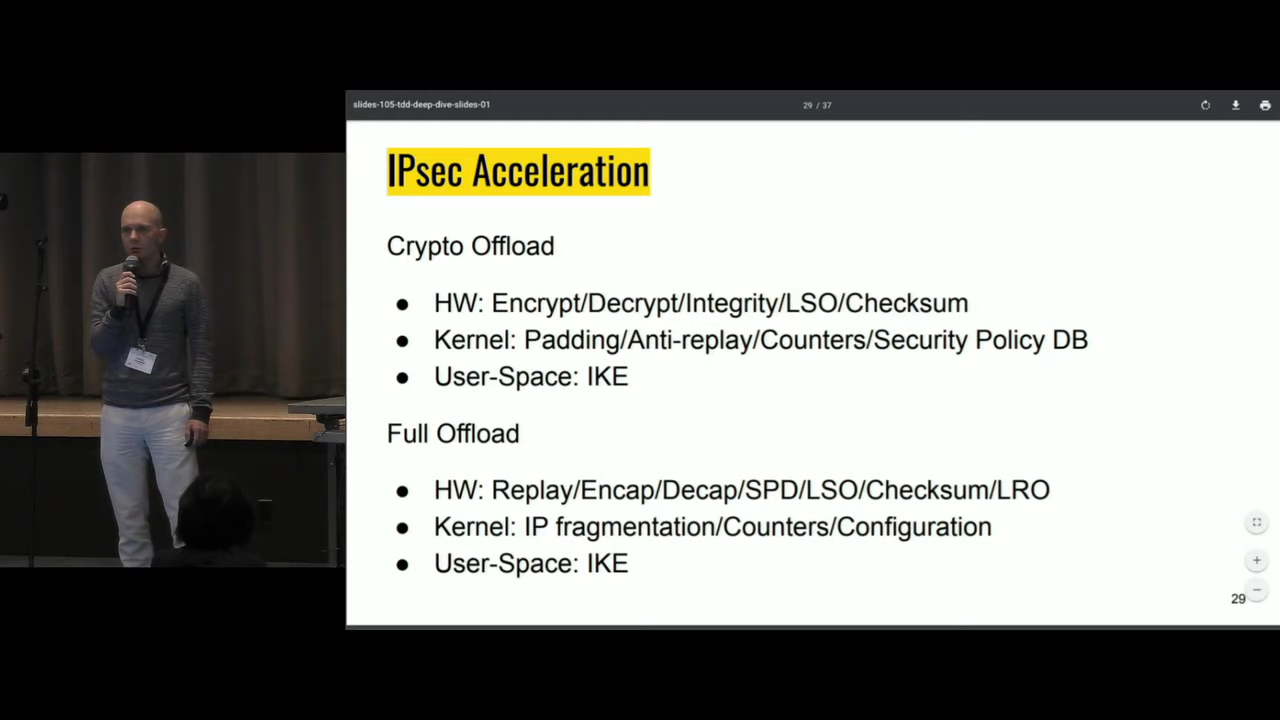 slides-105-tdd-deep-dive-slides-01
29 / 37
IPsec Acceleration
Crypto Offload
● HW: Encrypt/Decrypt/Integrity/LSO/Checksum
● Kernel: Padding/Anti-replay/Counters/Security Policy DB
● User-Space: IKE
Full Offload
● HW: Replay/Encap/Decap/SPD/LSO/Checksum/LRO
● Kernel: IP fragmentation/Counters/Configuration
● User-Space: IKE
29